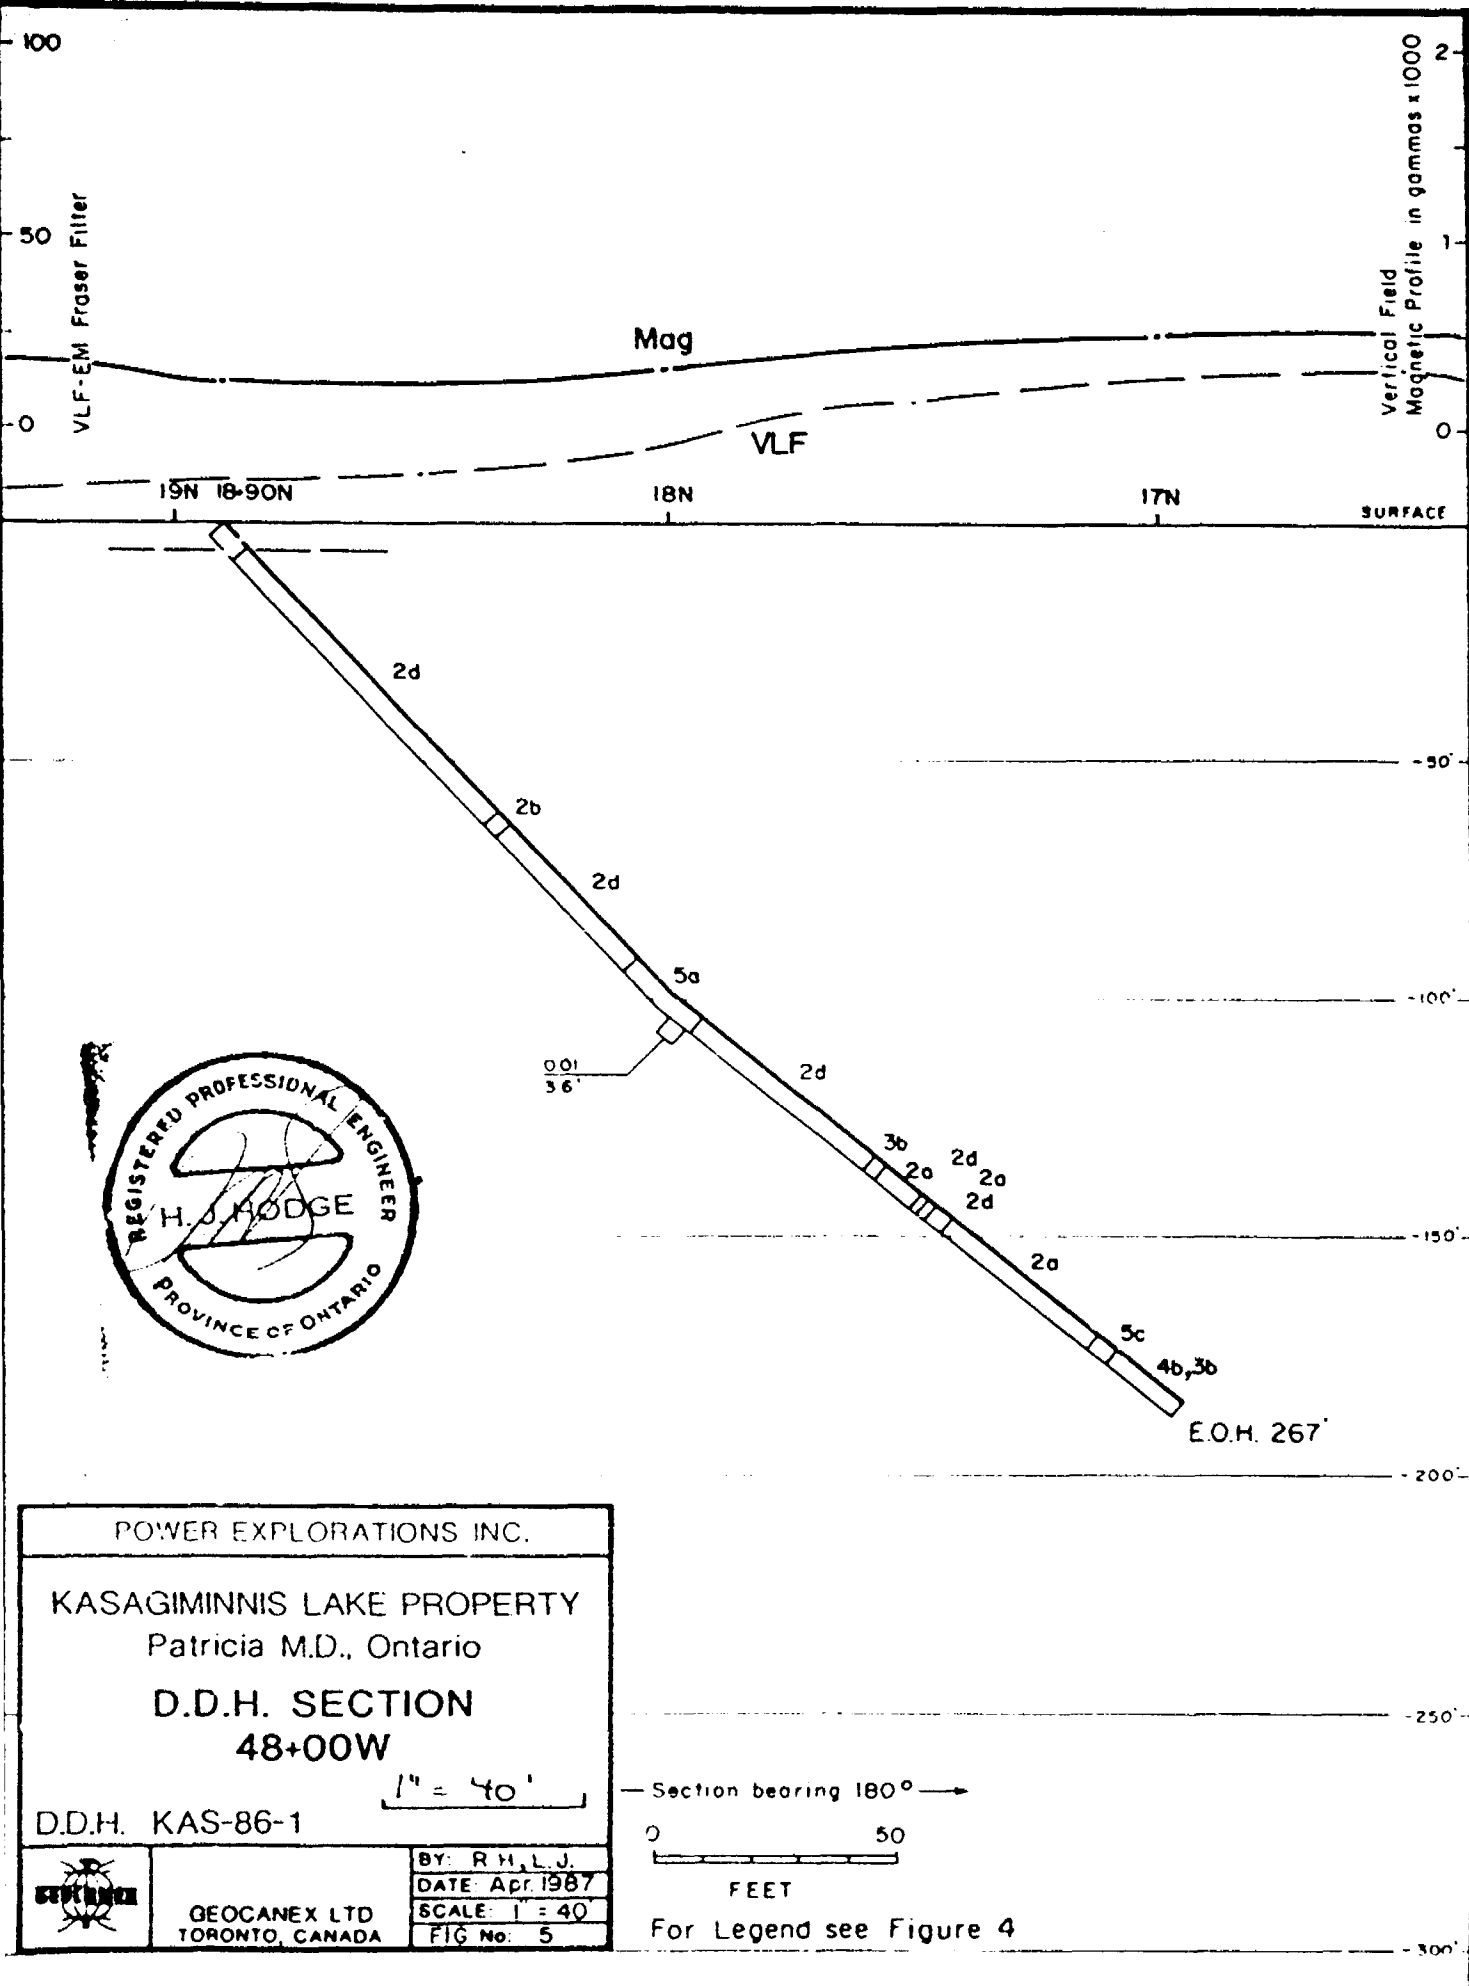 100
50
0
VLF-EM Fraser Filter
2
1
0
Vertical Field
Magnetic Profile in gammas x 1000
Mag
VLF
19N 18+90N
18N
17N
SURFACE
2d
-50'
2b
2d
5a
-100'
0.01
3.6'
2d
3b
2a
2d
2a
2d
-150'
2a
5c
4b,3b
E.O.H. 267'
-200'
-250'
-300'
REGISTERED PROFESSIONAL ENGINEER
H. J. HODGE
PROVINCE OF ONTARIO
POWER EXPLORATIONS INC.
KASAGIMINNIS LAKE PROPERTY
Patricia M.D., Ontario
D.D.H. SECTION
48+00W
1" = 40'
D.D.H. KAS-86-1
GEOCANEX
GEOCANEX LTD
TORONTO, CANADA
BY: R.H., L.J.
DATE: Apr. 1987
SCALE: 1" = 40'
FIG No: 5
Section bearing 180°
0 50
FEET
For Legend see Figure 4